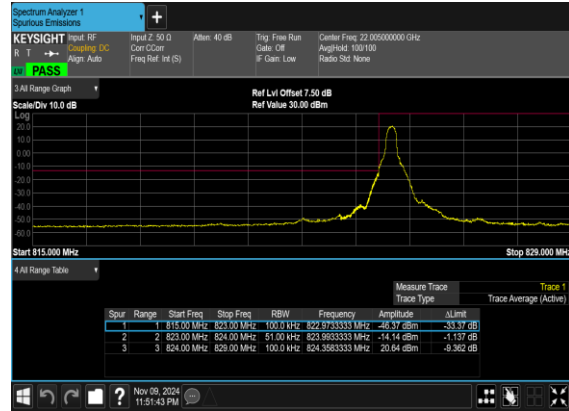 Spectrum Analyzer 1
Spurious Emissions
KEYSIGHT Input: RF Input Z: 50 Ω Atten: 40 dB Trig: Free Run Center Freq: 22.005000000 GHz
R T Coupling: DC Corr CCorr Gate: Off Avg|Hold: 100/100
Align: Auto Freq Ref: Int (S) IF Gain: Low Radio Std: None
PASS
3 All Range Graph
Ref Lvl Offset 7.50 dB
Scale/Div 10.0 dB Ref Value 30.00 dBm
Log
20.0
10.0
0.00
-10.0
-20.0
-30.0
-40.0
-50.0
-60.0
Start 815.000 MHz Stop 829.000 MHz
4 All Range Table
Measure Trace Trace 1
Trace Type Trace Average (Active)
Spur Range Start Freq Stop Freq RBW Frequency Amplitude ΔLimit
1 1 815.00 MHz 823.00 MHz 100.0 kHz 822.9733333 MHz -46.37 dBm -33.37 dB
2 2 823.00 MHz 824.00 MHz 51.00 kHz 823.9933333 MHz -14.14 dBm -1.137 dB
3 3 824.00 MHz 829.00 MHz 100.0 kHz 824.3583333 MHz 20.64 dBm -9.362 dB
Nov 09, 2024
11:51:43 PM